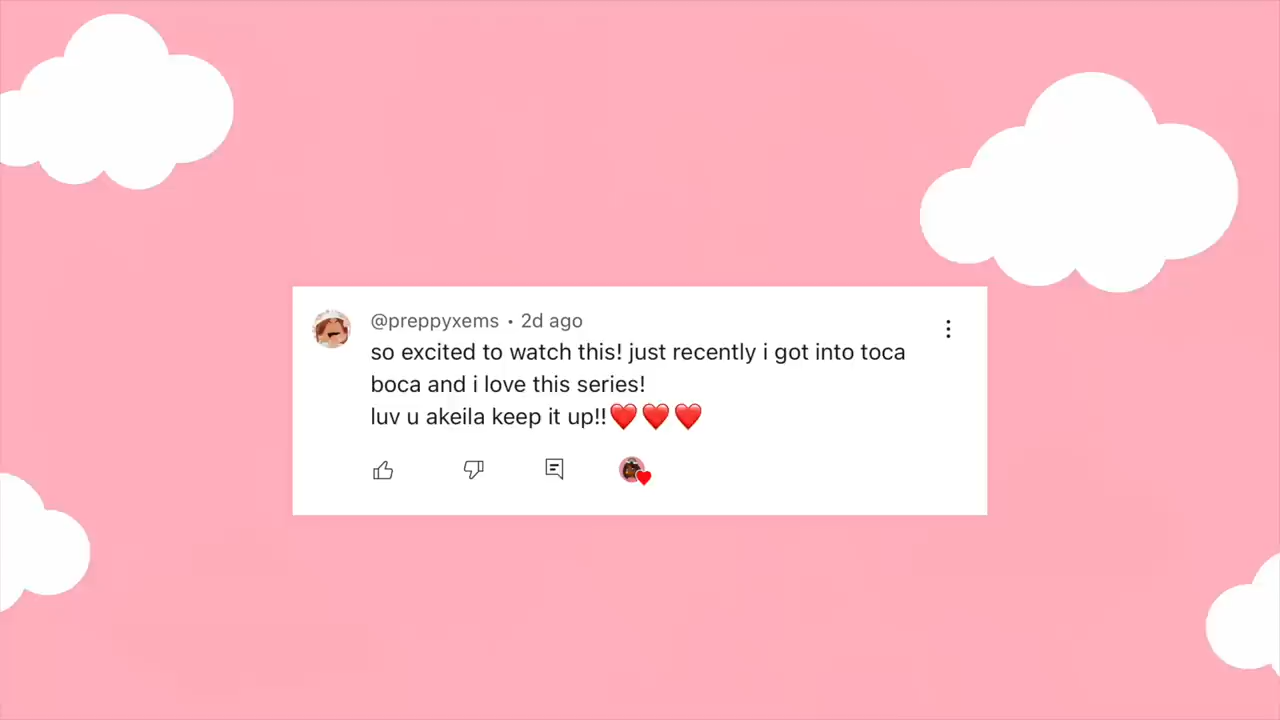 @preppyxems • 2d ago
so excited to watch this! just recently i got into toca
boca and i love this series!
luv u akeila keep it up!!❤️❤️❤️